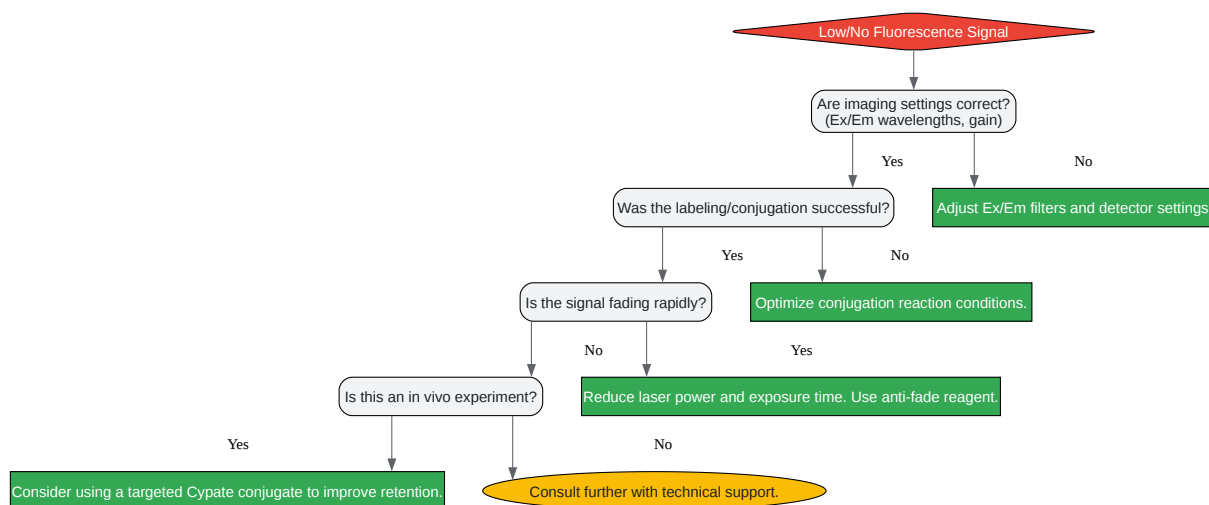 Low/No Fluorescence Signal
Are imaging settings correct?
(Ex/Em wavelengths, gain)
Yes
No
Was the labeling/conjugation successful?
Adjust Ex/Em filters and detector settings
Yes
No
Is the signal fading rapidly?
Optimize conjugation reaction conditions.
No
Yes
Is this an in vivo experiment?
Reduce laser power and exposure time. Use anti-fade reagent.
Yes
No
Consider using a targeted Cypate conjugate to improve retention.
Consult further with technical support.